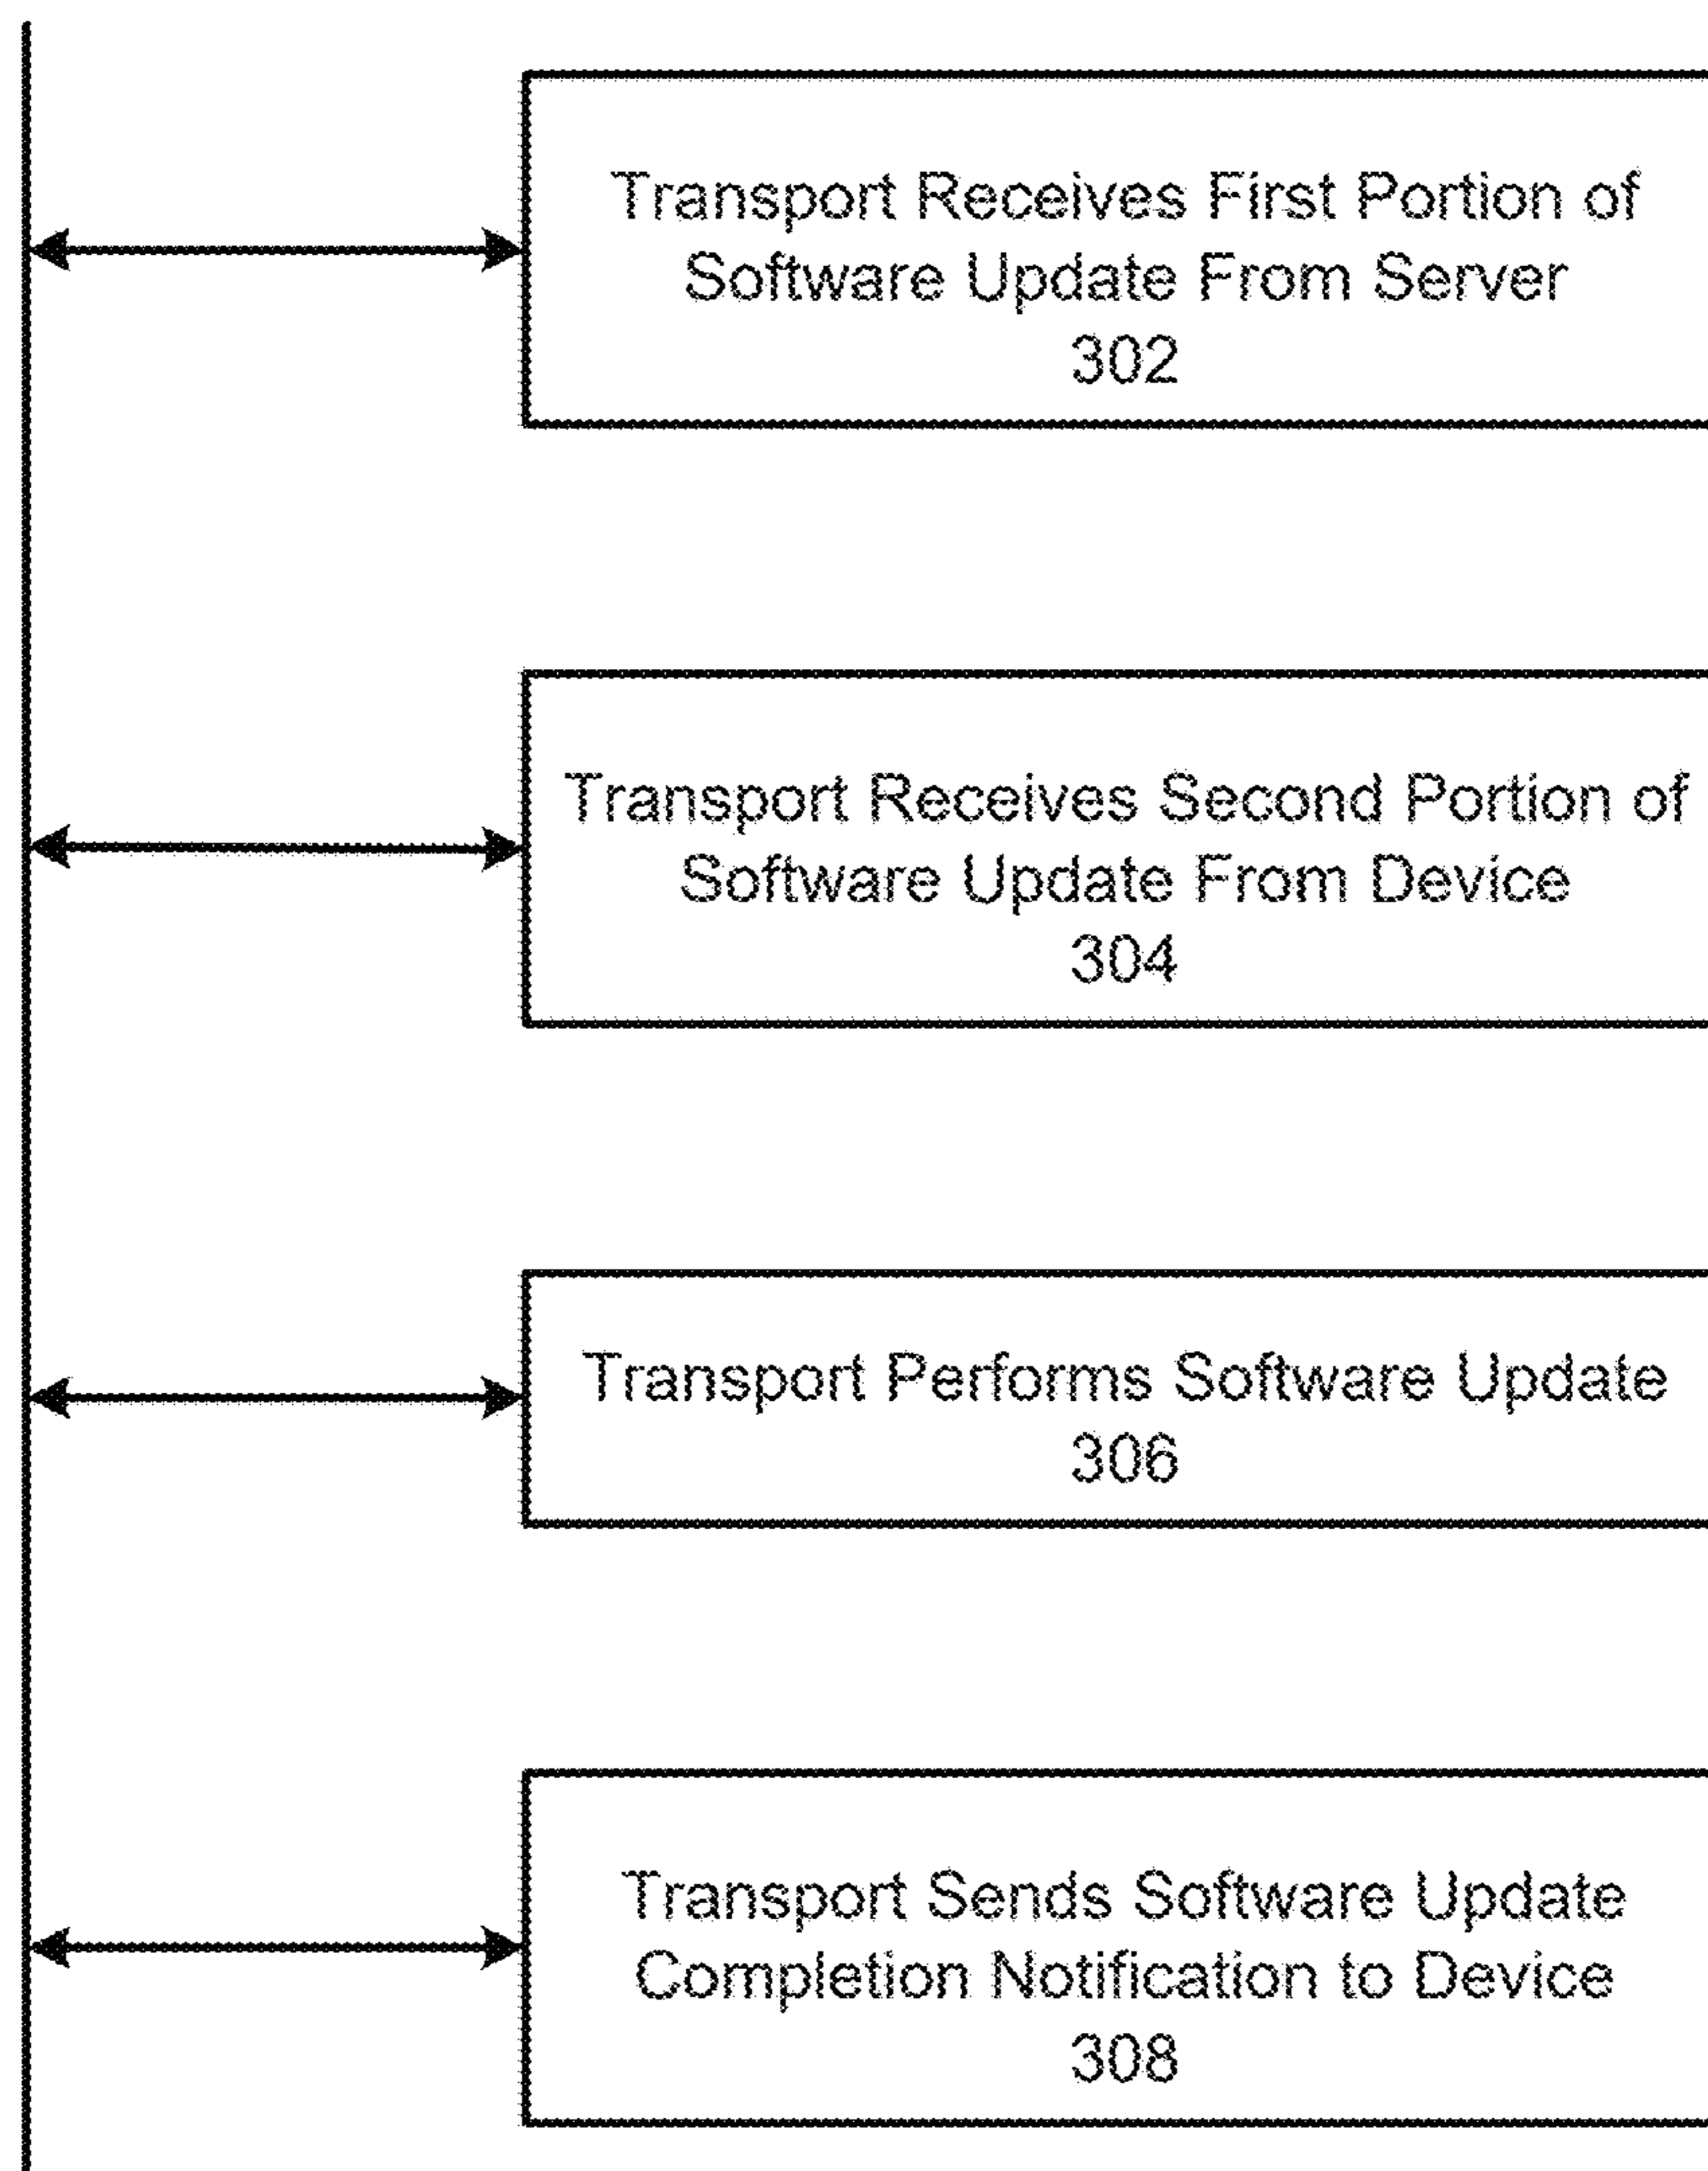 Transport Receives First Portion of
Software Update From Server
302
Transport Receives Second Portion of
Software Update From Device
304
Transport Performs Software Update
306
Transport Sends Software Update
Completion Notification to Device
308